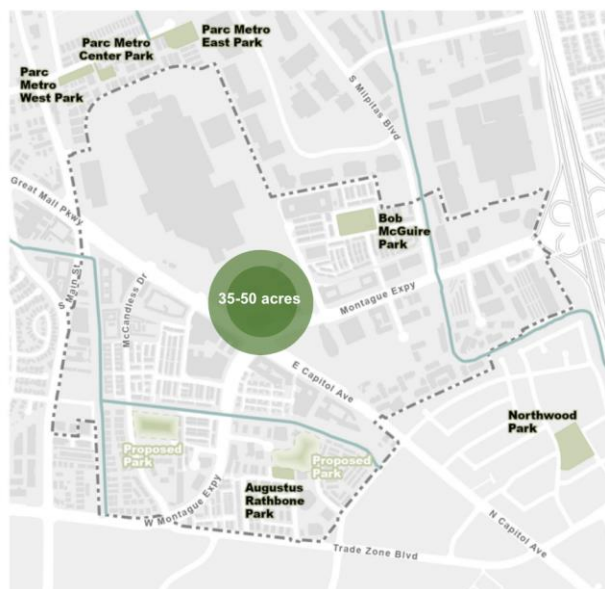 Parc Metro
East Park
Parc Metro
Center Park
Parc
Metro
West Park
S Milpitas Blvd
Great Mall Pkwy
Bob
McGuire
Park
S Main St
McCandless Dr
35-50 acres
Montague Expy
E Capitol Ave
Northwood
Park
Proposed
Park
Proposed
Park
Augustus
Rathbone
Park
W Montague Expy
N Capitol Ave
Trade Zone Blvd